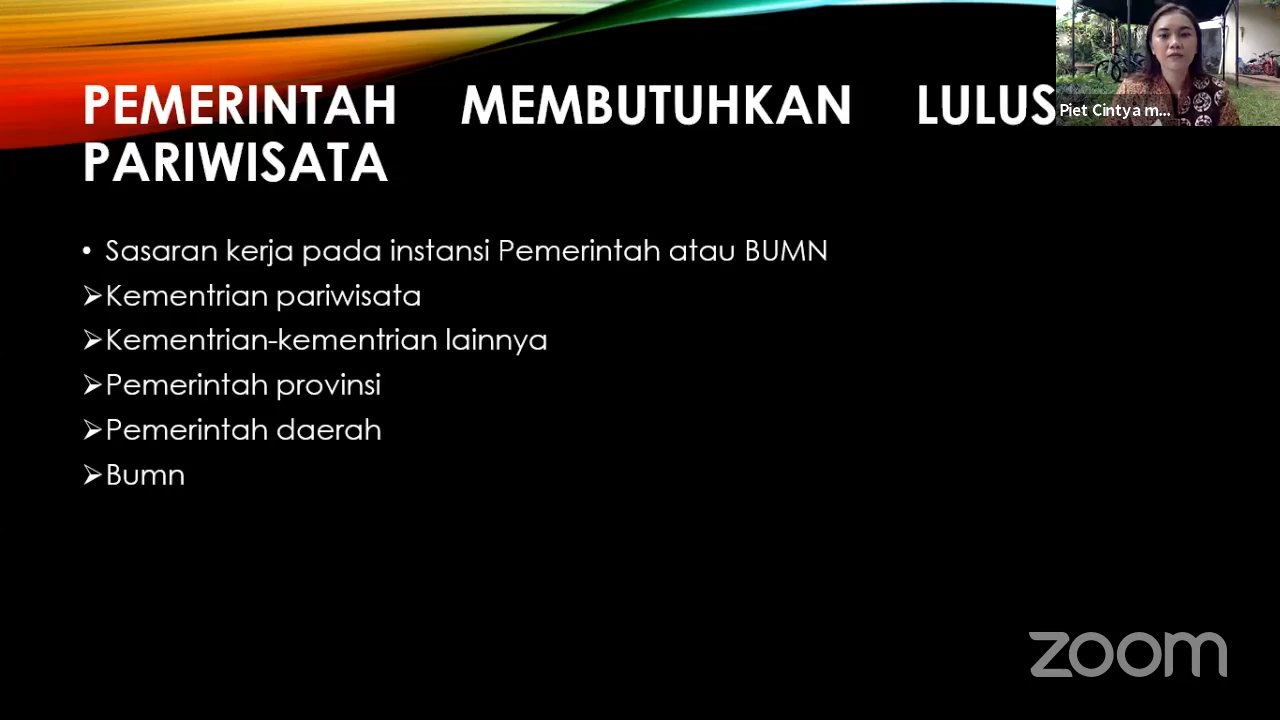 PEMERINTAH MEMBUTUHKAN LULUS
PARIWISATA
Piet Cintya m...
• Sasaran kerja pada instansi Pemerintah atau BUMN
➢Kementrian pariwisata
➢Kementrian-kementrian lainnya
➢Pemerintah provinsi
➢Pemerintah daerah
➢Bumn
zoom